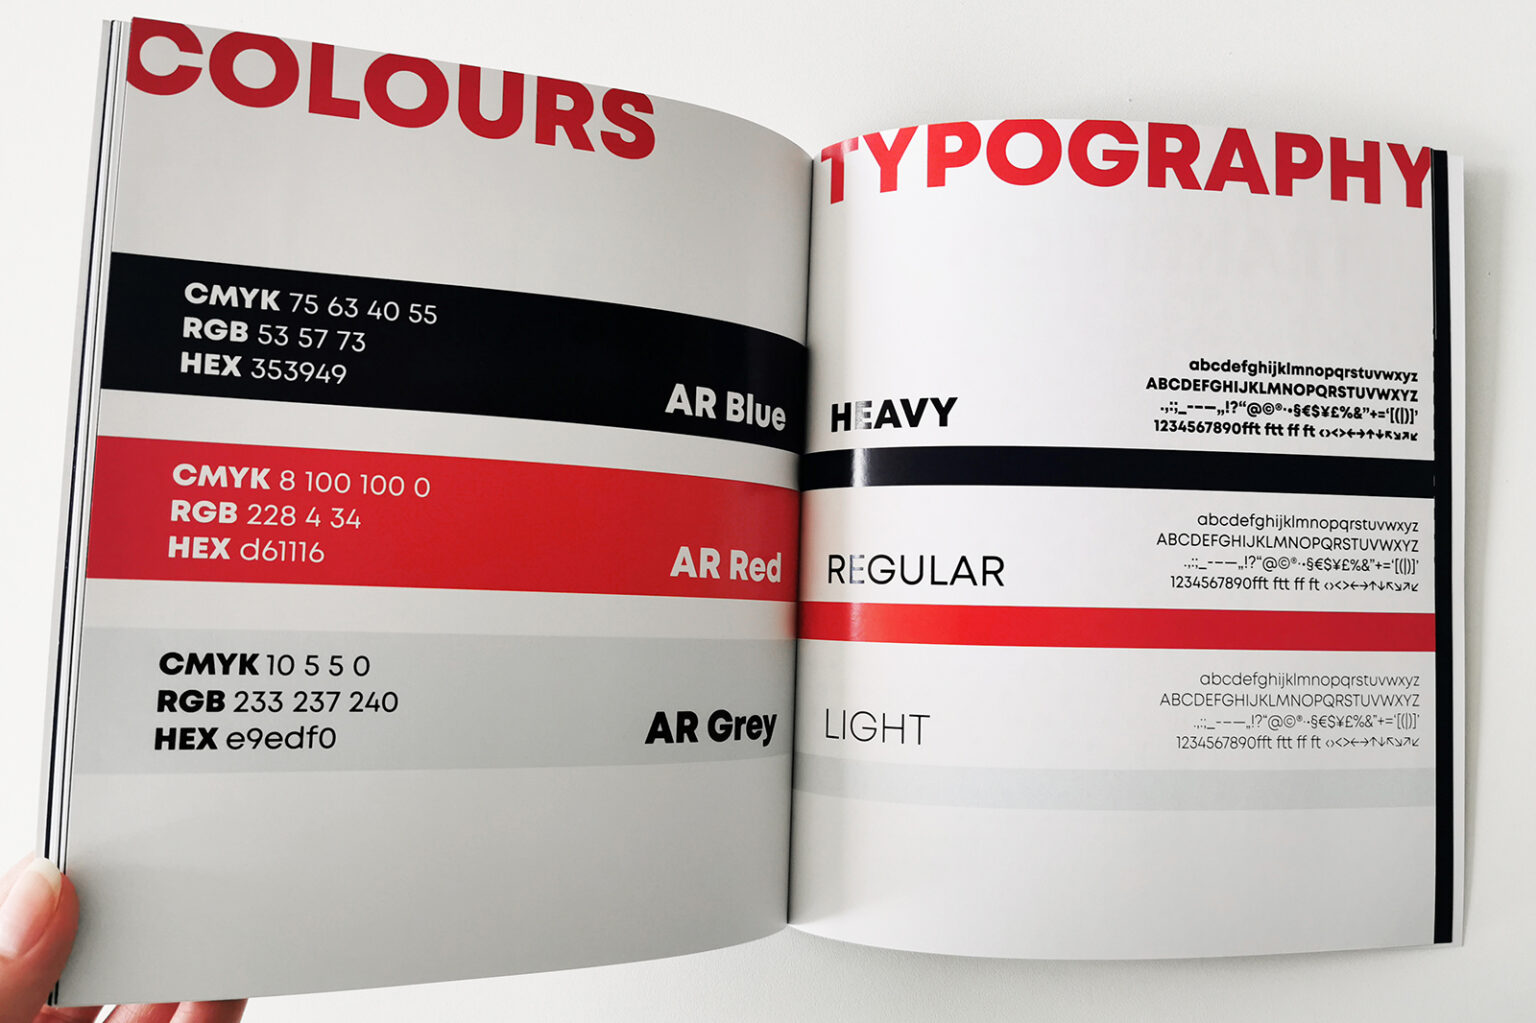 COLOURS
CMYK 75 63 40 55
RGB 53 57 73
HEX 353949
AR Blue
CMYK 8 100 100 0
RGB 228 4 34
HEX d61116
AR Red
CMYK 10 5 5 0
RGB 233 237 240
HEX e9edf0
AR Grey
TYPOGRAPHY
HEAVY
abcdefghijklmnopqrstuvwxyz
ABCDEFGHIJKLMNOPQRSTUVWXYZ
.,:;_-–—„!?“@©®·•§€$¥£%&”+=‘[(|)]’
1234567890fft ftt ff ft ‹›<>←→↑↓↖↘↗↙
REGULAR
abcdefghijklmnopqrstuvwxyz
ABCDEFGHIJKLMNOPQRSTUVWXYZ
.,:;_-–—„!?“@©®·•§€$¥£%&”+=‘[(|)]’
1234567890fft ftt ff ft ‹›<>←→↑↓↖↘↗↙
LIGHT
abcdefghijklmnopqrstuvwxyz
ABCDEFGHIJKLMNOPQRSTUVWXYZ
.,:;_-–—„!?“@©®·•§€$¥£%&”+=‘[(|)]’
1234567890fft ftt ff ft ‹›<>←→↑↓↖↘↗↙